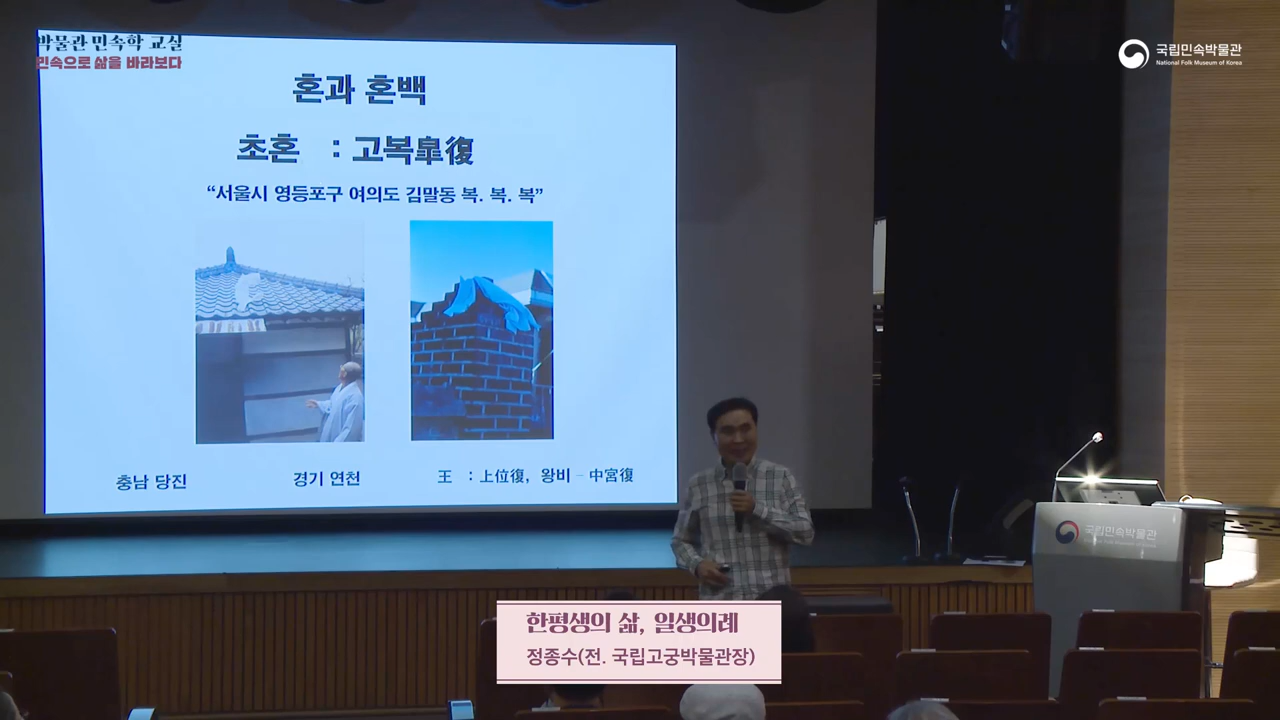 박물관 민속학 교실
민속으로 삶을 바라보다
국립민속박물관
National Folk Museum of Korea
혼과 혼백
초혼 : 고복皐復
“서울시 영등포구 여의도 김말동 복. 복. 복”
충남 당진
경기 연천
王 : 上位復, 왕비 – 中宮復
국립민속박물관
National Folk Museum of Korea
한평생의 삶, 일생의례
정종수(전. 국립고궁박물관장)